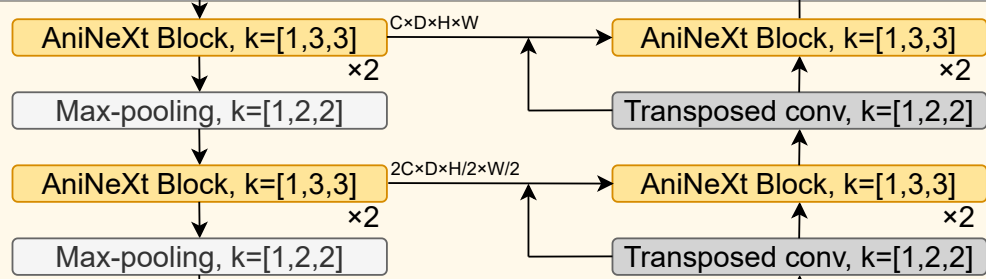 AniNeXt Block, k=[1,3,3]
C×D×H×W
AniNeXt Block, k=[1,3,3]
×2
×2
Max-pooling, k=[1,2,2]
Transposed conv, k=[1,2,2]
AniNeXt Block, k=[1,3,3]
2C×D×H/2×W/2
AniNeXt Block, k=[1,3,3]
×2
×2
Max-pooling, k=[1,2,2]
Transposed conv, k=[1,2,2]